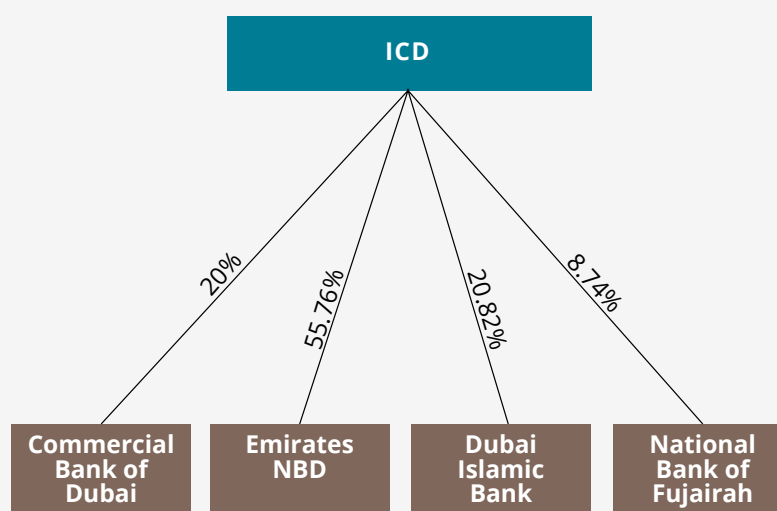 ICD
20%
55.76%
20.82%
8.74%
Commercial
Bank of
Dubai
Emirates
NBD
Dubai
Islamic
Bank
National
Bank of
Fujairah